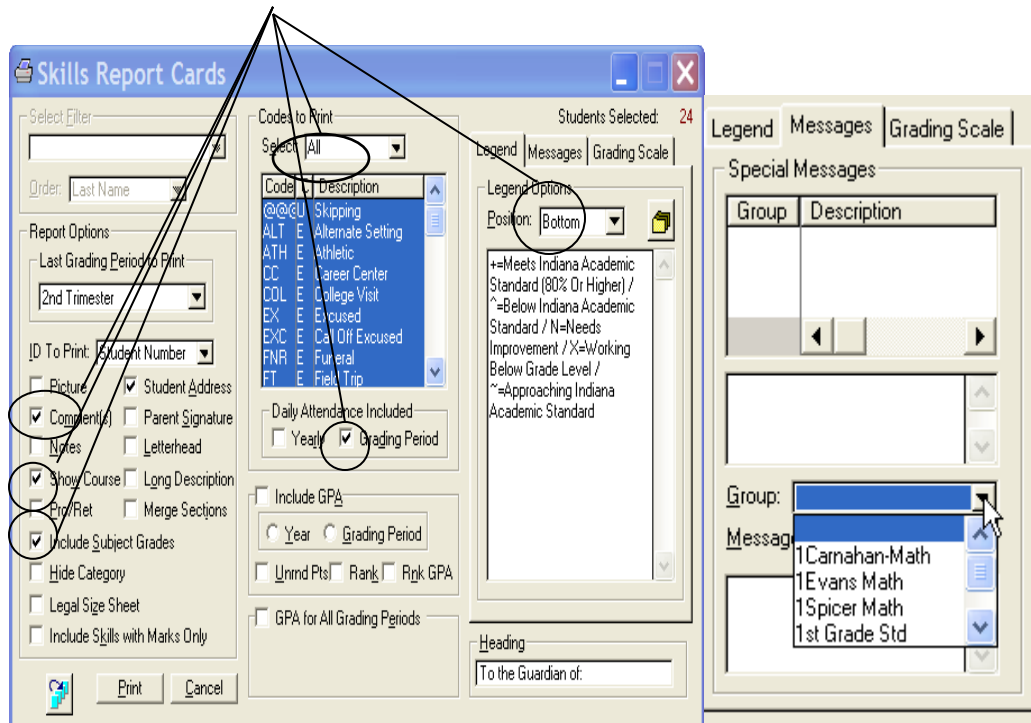 Skills Report Cards
Select Filter
Order: Last Name
Report Options
Last Grading Period to Print
2nd Trimester
ID To Print: Student Number
Picture Student Address
Comment(s) Parent Signature
Notes Letterhead
Show Course Long Description
Pro/Ret Merge Sections
Include Subject Grades
Hide Category
Legal Size Sheet
Include Skills with Marks Only
Print Cancel
Codes to Print
Select: All
Code C Description
@@@U Skipping
ALT E Alternate Setting
ATH E Athletic
CC E Career Center
COL E College Visit
EX E Excused
EXC E Call Off Excused
FNR E Funeral
FT E Field Trip
Daily Attendance Included
Yearly Grading Period
Include GPA
Year Grading Period
Unrnd Pts Rank Rnk GPA
GPA for All Grading Periods
Students Selected: 24
Legend Messages Grading Scale
Legend Options
Position: Bottom
+=Meets Indiana Academic
Standard (80% Or Higher) /
^=Below Indiana Academic
Standard / N=Needs
Improvement / X=Working
Below Grade Level /
~=Approaching Indiana
Academic Standard
Heading
To the Guardian of:
Legend Messages Grading Scale
Special Messages
Group Description
Group:
Messag
1Carnahan-Math
1Evans Math
1Spicer Math
1st Grade Std